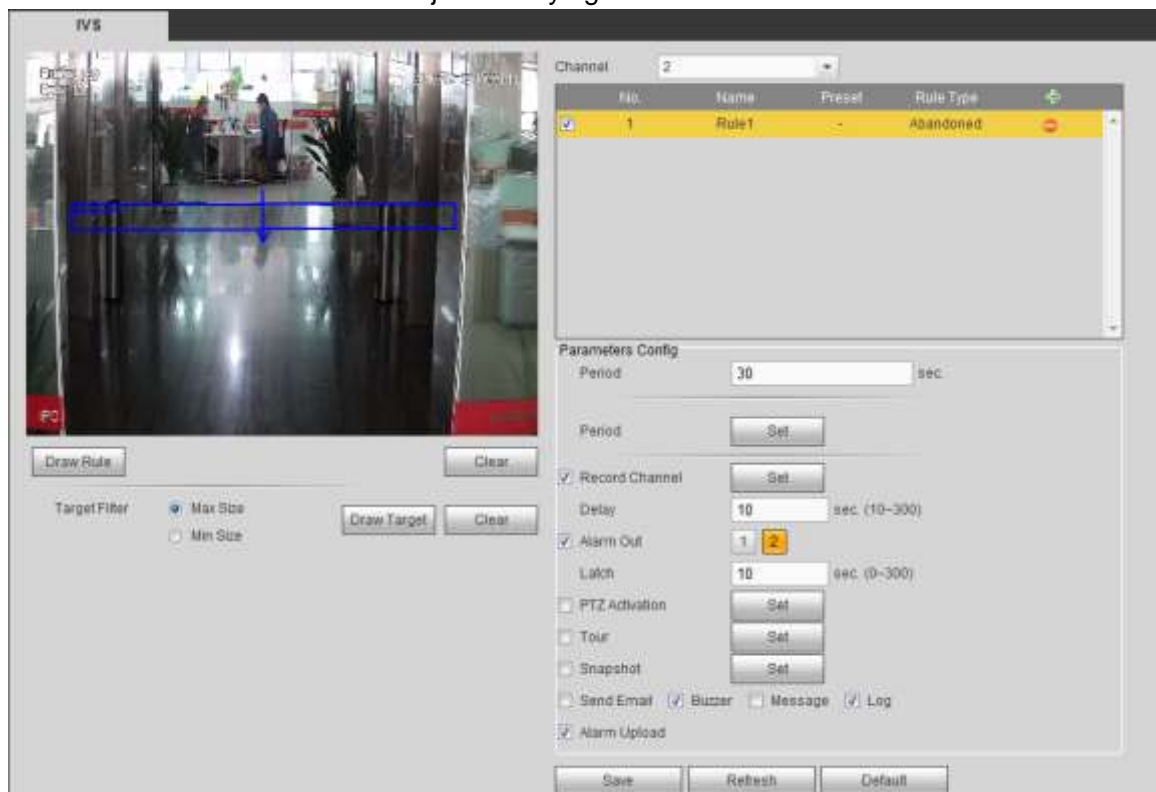 IVS
Channel 2
No. Name Preset Rule Type
1 Rule1 - Abandoned
Parameters Config
Period 30 sec.
Period Set
Draw Rule Clear
Record Channel Set
Target Filter Max Size Draw Target Clear
Delay 10 sec. (10~300)
Min Size
Alarm Out 1 2
Latch 10 sec. (0~300)
PTZ Activation Set
Tour Set
Snapshot Set
Send Email Buzzer Message Log
Alarm Upload
Save Refresh Default